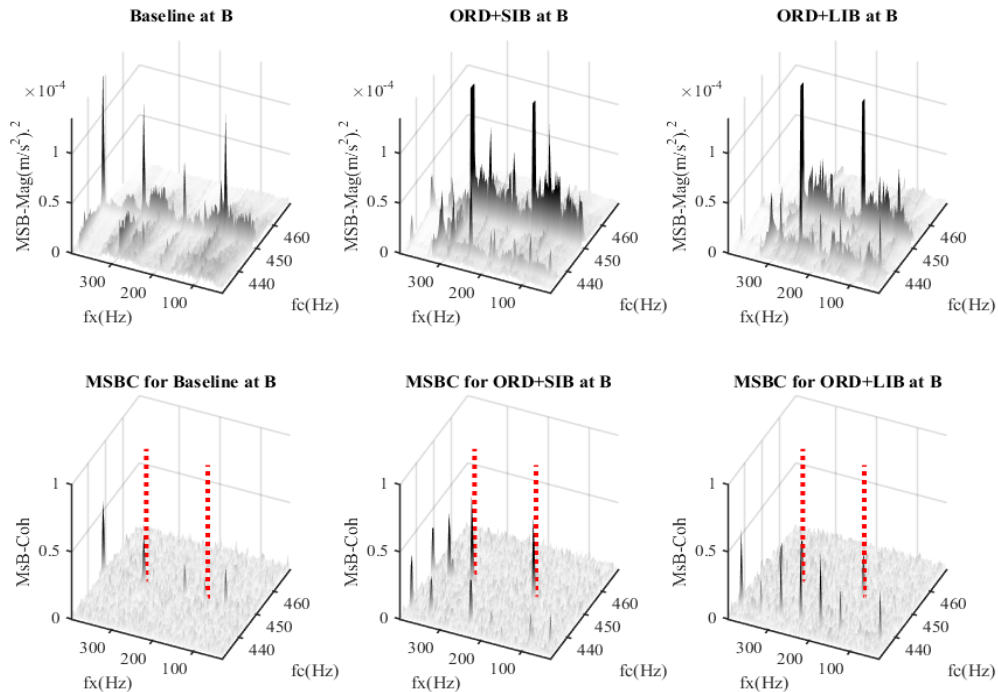 Baseline at B
ORD+SIB at B
ORD+LIB at B
×10⁻⁴
×10⁻⁴
×10⁻⁴
MSB-Mag(m/s²).²
MSB-Mag(m/s²).²
MSB-Mag(m/s²).²
1
0.5
0
1
0.5
0
1
0.5
0
300
200
100
300
200
100
300
200
100
460
450
440
460
450
440
460
450
440
fx(Hz)
fc(Hz)
fx(Hz)
fc(Hz)
fx(Hz)
fc(Hz)
MSBC for Baseline at B
MSBC for ORD+SIB at B
MSBC for ORD+LIB at B
MsB-Coh
MsB-Coh
MsB-Coh
1
0.5
0
1
0.5
0
1
0.5
0
300
200
100
300
200
100
300
200
100
460
450
440
460
450
440
460
450
440
fx(Hz)
fc(Hz)
fx(Hz)
fc(Hz)
fx(Hz)
fc(Hz)